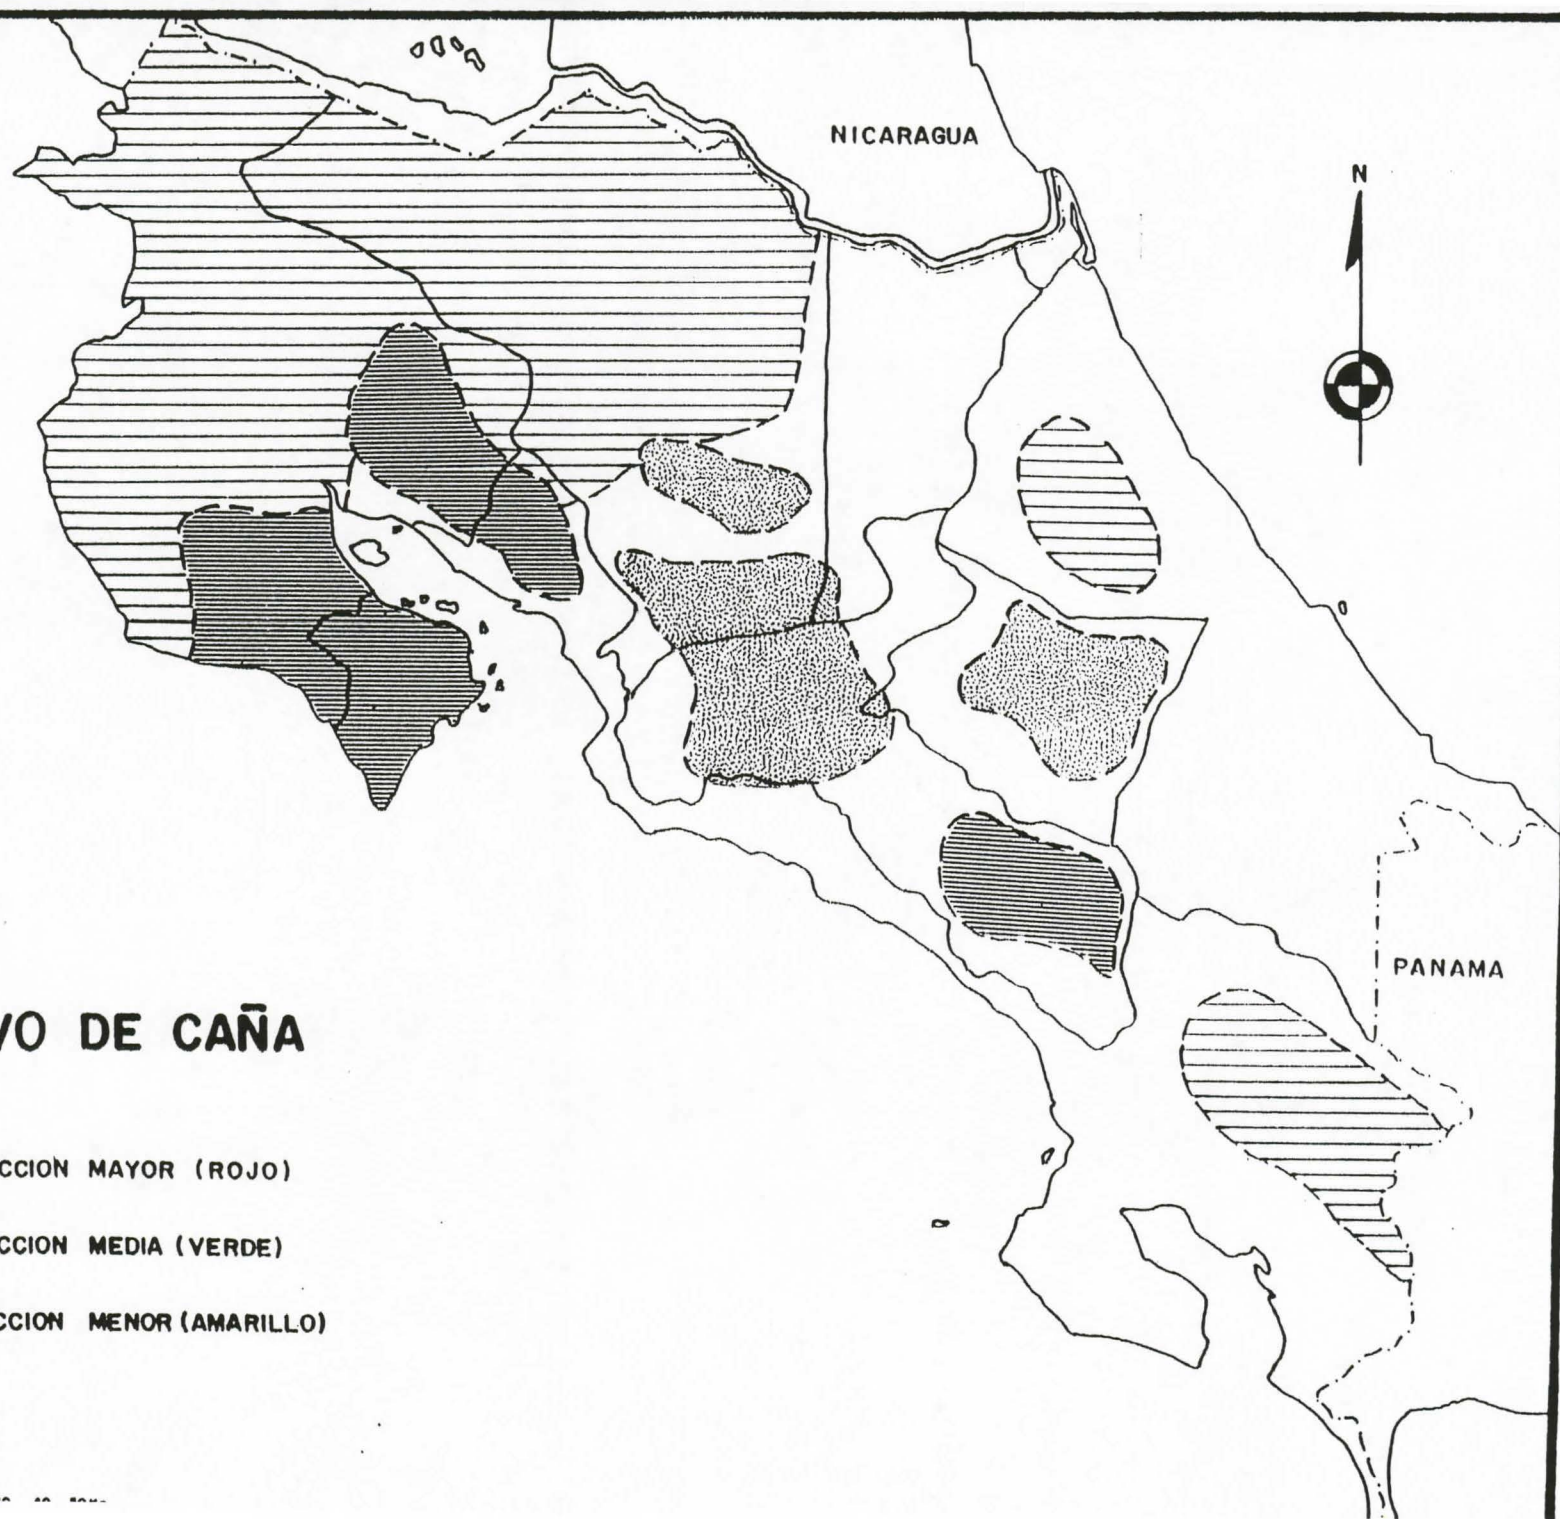 NICARAGUA
N
PANAMA
VO DE CAÑA
CCION MAYOR (ROJO)
CCION MEDIA (VERDE)
CCION MENOR (AMARILLO)